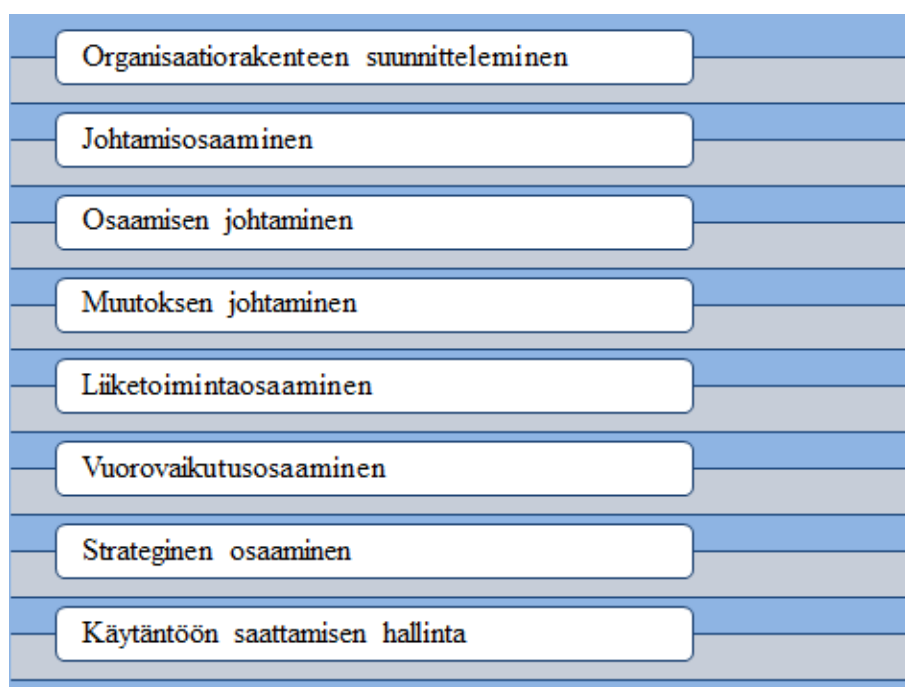 Organisaatiorakenteen suunnitteleminen
Johtamisosaaminen
Osaamisen johtaminen
Muutoksen johtaminen
Liiketoimintaosaaminen
Vuorovaikutusosaaminen
Strateginen osaaminen
Käytäntöön saattamisen hallinta